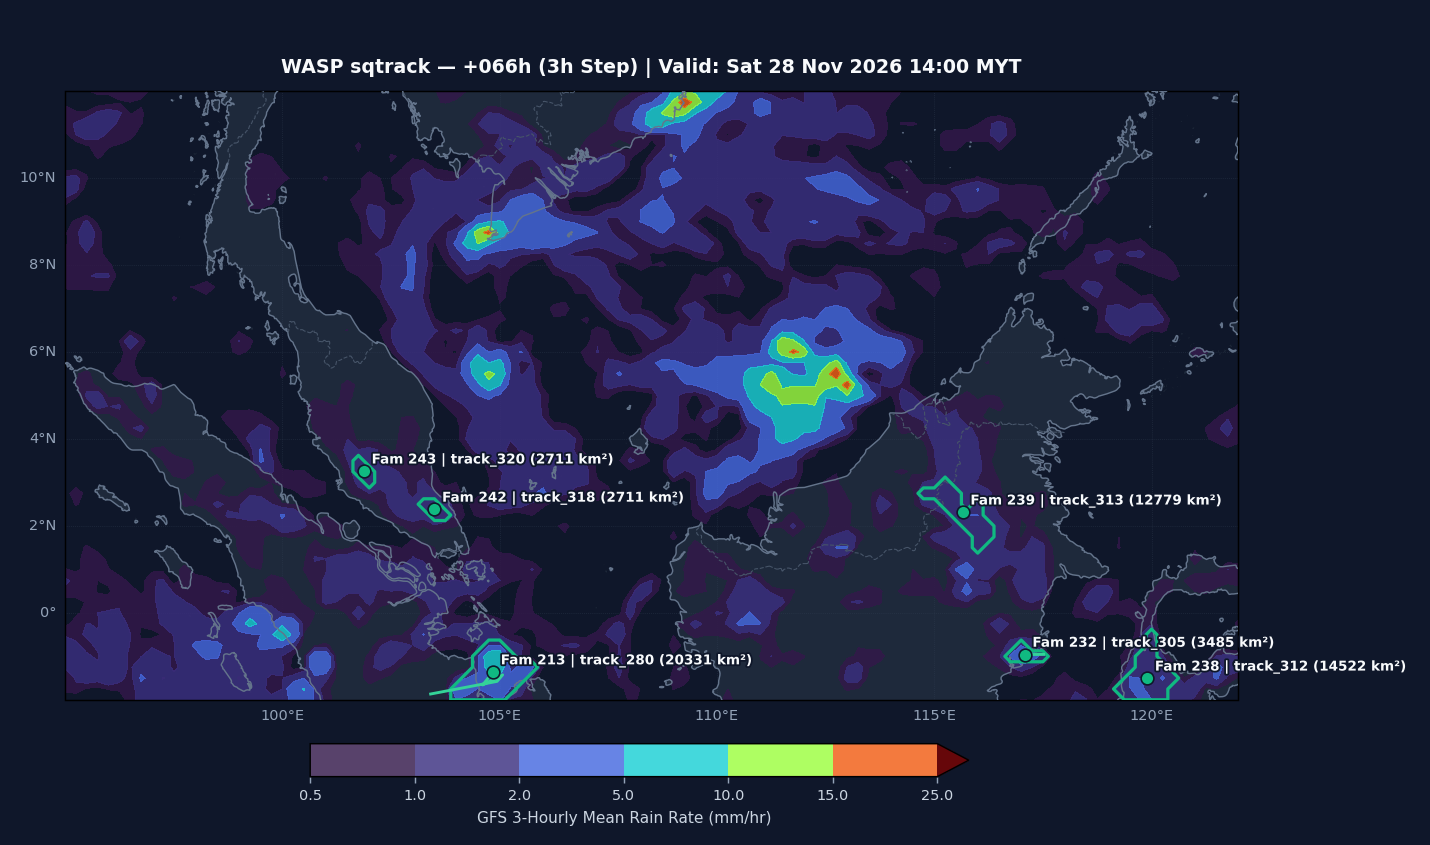 WASP sqtrack — +066h (3h Step) | Valid: Sat 28 Nov 2026 14:00 MYT
10°N
8°N
6°N
4°N
2°N
0°
Fam 243 | track_320 (2711 km²)
Fam 242 | track_318 (2711 km²)
Fam 239 | track_313 (12779 km²)
Fam 232 | track_305 (3485 km²)
Fam 213 | track_280 (20331 km²)
Fam 238 | track_312 (14522 km²)
100°E 105°E 110°E 115°E 120°E
0.5 1.0 2.0 5.0 10.0 15.0 25.0
GFS 3-Hourly Mean Rain Rate (mm/hr)